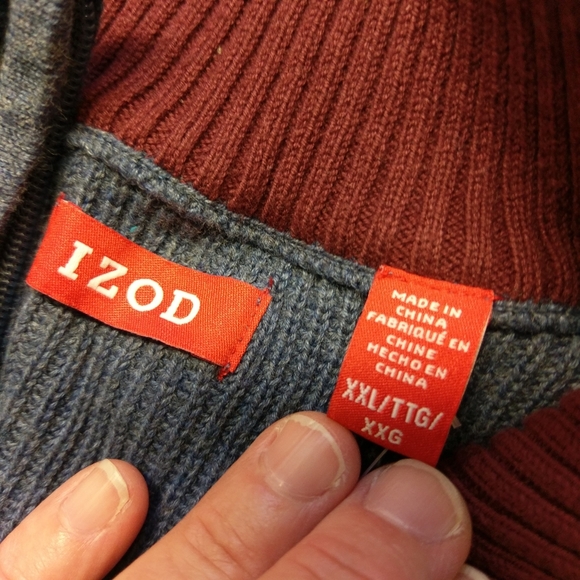 IZOD
MADE IN
CHINA
FABRIQUÉ EN
CHINE
HECHO EN
CHINA
XXL/TTG/
XXG